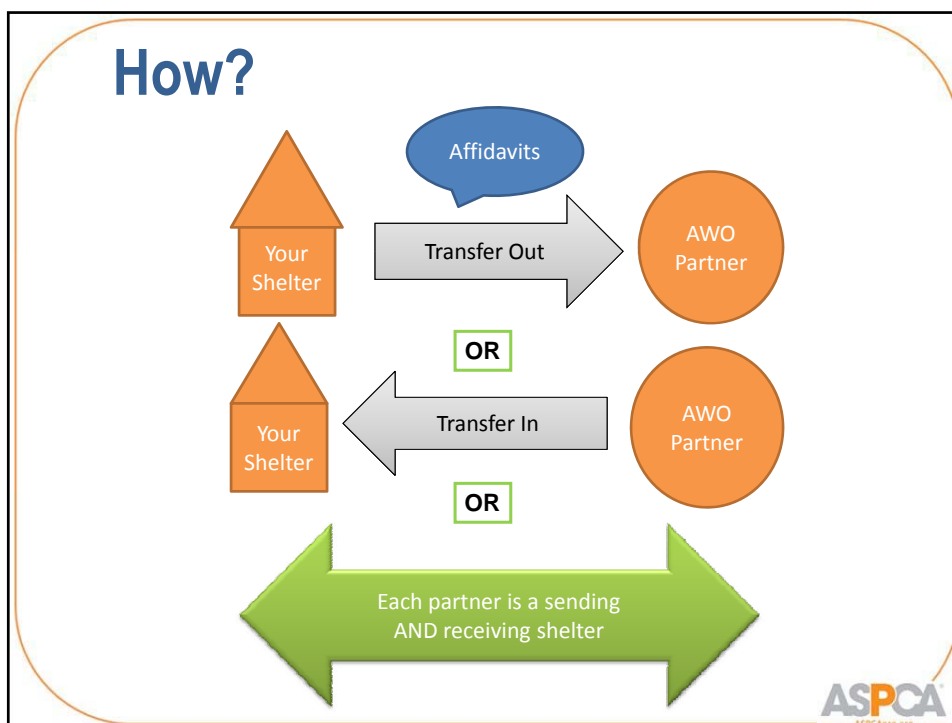 How?
Affidavits
Your
Shelter
Transfer Out
AWO
Partner
OR
Your
Shelter
Transfer In
AWO
Partner
OR
Each partner is a sending
AND receiving shelter
ASPCA